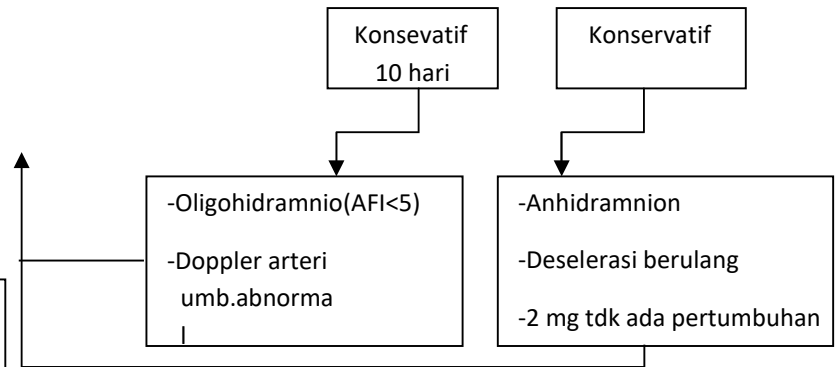 Konsevatif
10 hari
Konservatif
-Oligohidramnio(AFI<5)
-Doppler arteri
umb.abnorma
l
-Anhidramnion
-Deselerasi berulang
-2 mg tdk ada pertumbuhan